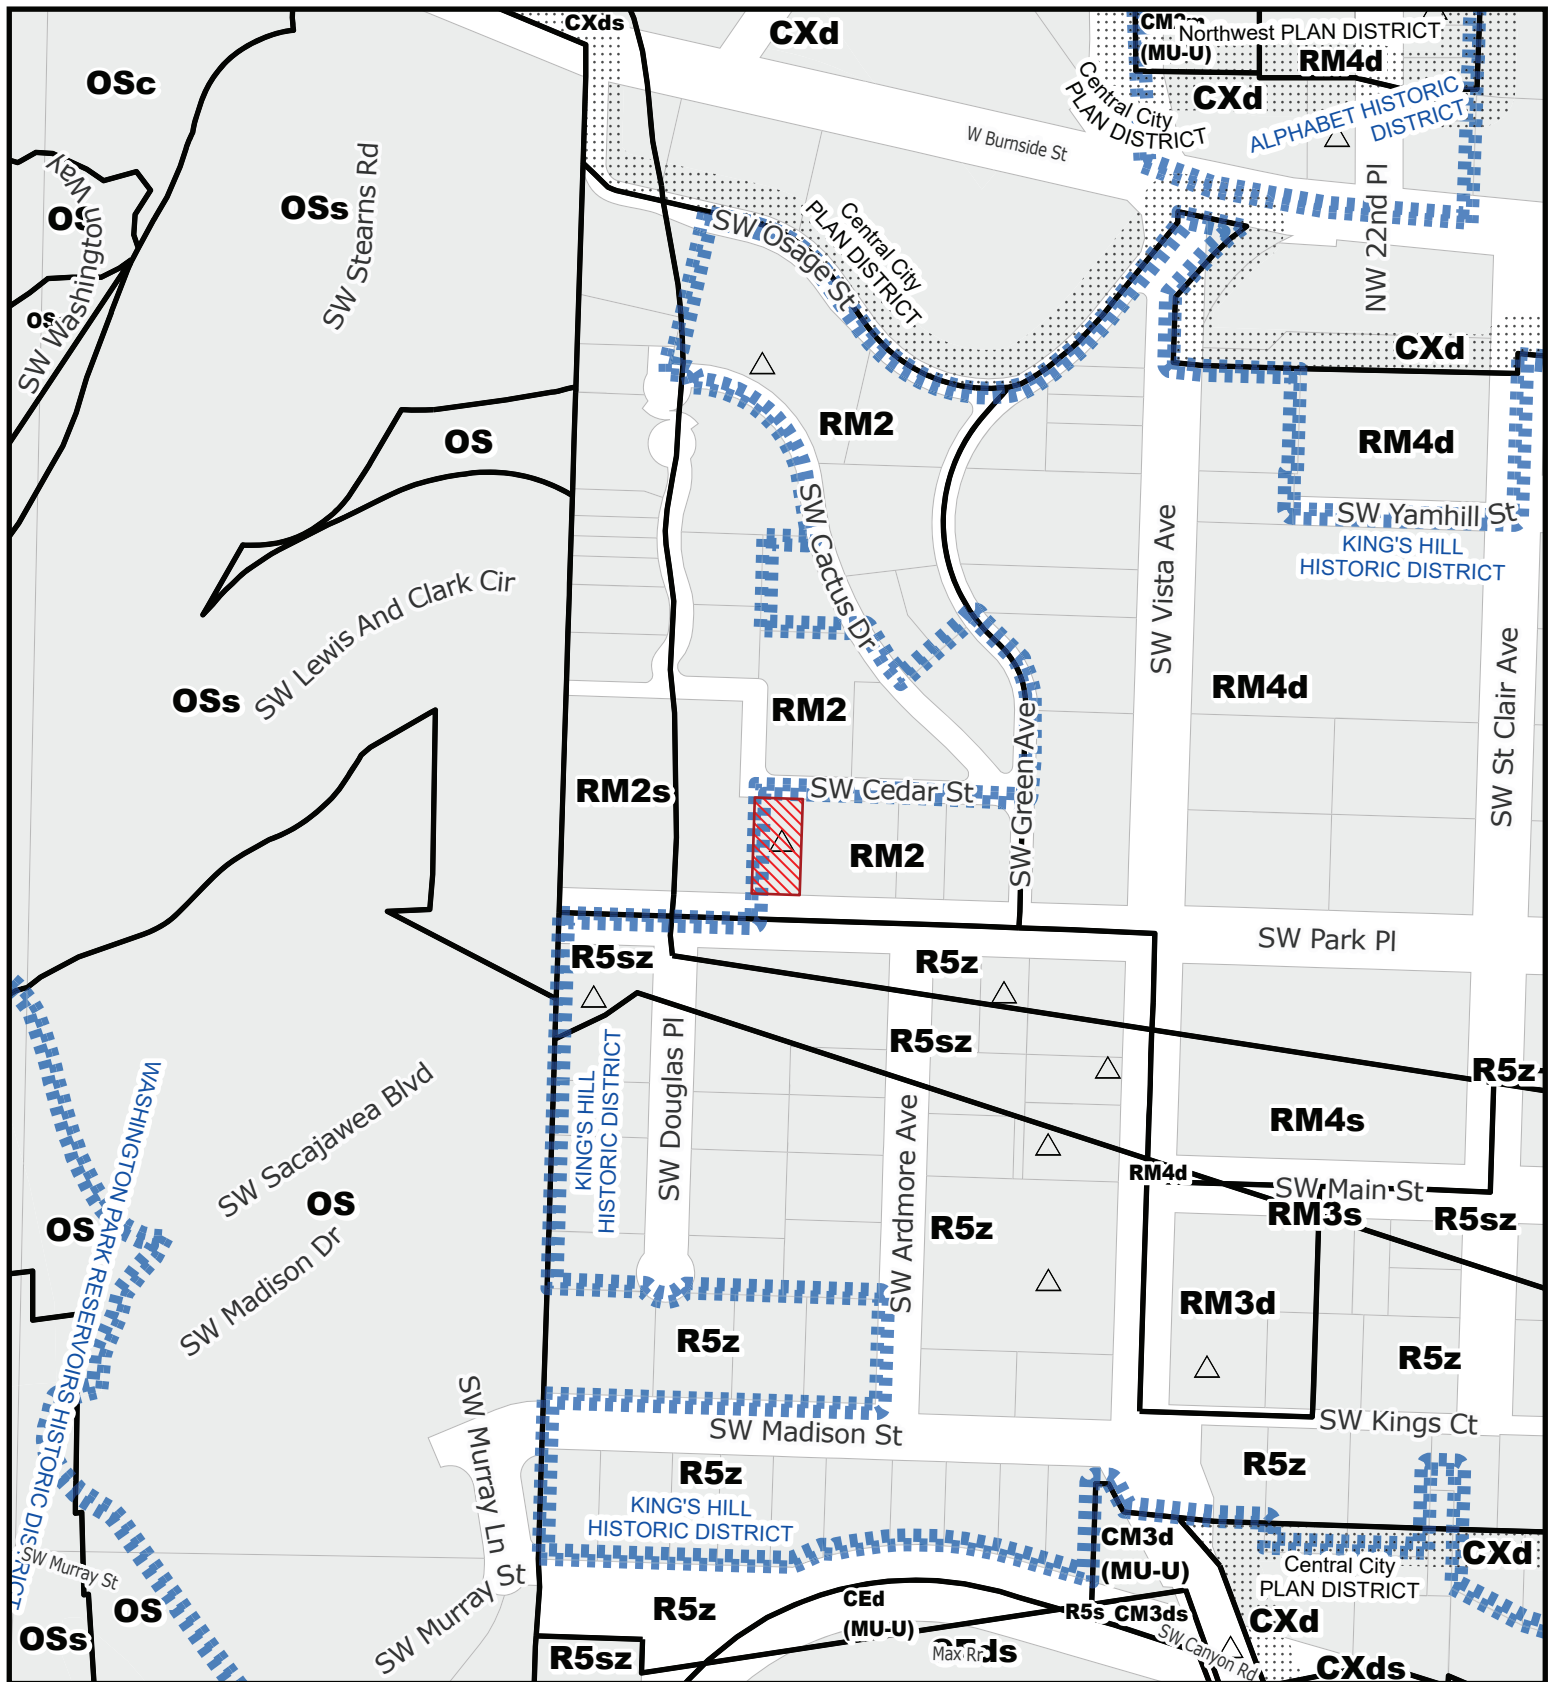 CXds
CXd
CM2m
(MU-U)
Northwest PLAN DISTRICT
RM4d
OSc
CXd
Central City
PLAN DISTRICT
ALPHABET HISTORIC
DISTRICT
W Burnside St
SW Washington
Way
OSs
SW Stearns Rd
NW 22nd Pl
SW Osage St
Central City
PLAN DISTRICT
CXd
RM2
OS
RM4d
SW Yamhill St
KING'S HILL
HISTORIC DISTRICT
SW Cactus Dr
SW Vista Ave
SW Lewis And Clark Cir
OSs
RM2
RM4d
SW St Clair Ave
SW Green Ave
RM2s
SW Cedar St
RM2
SW Park Pl
R5sz
R5z
R5sz
R5z
KING'S HILL
HISTORIC DISTRICT
SW Douglas Pl
SW Ardmore Ave
RM4s
WASHINGTON PARK RESERVOIRS HISTORIC DISTRICT
SW Sacajawea Blvd
RM4d
SW Main St
OS
OS
R5z
RM3s
R5sz
SW Madison Dr
RM3d
R5z
R5z
SW Kings Ct
SW Madison St
SW Murray Ln
R5z
R5z
KING'S HILL
HISTORIC DISTRICT
CM3d
(MU-U)
Central City
PLAN DISTRICT
CXd
SW Murray St
OS
OSs
SW Murray St
R5z
CEd
(MU-U)
R5s
CM3ds
CXd
SW Canyon Rd
R5sz
CEds
Max Rr
CXds